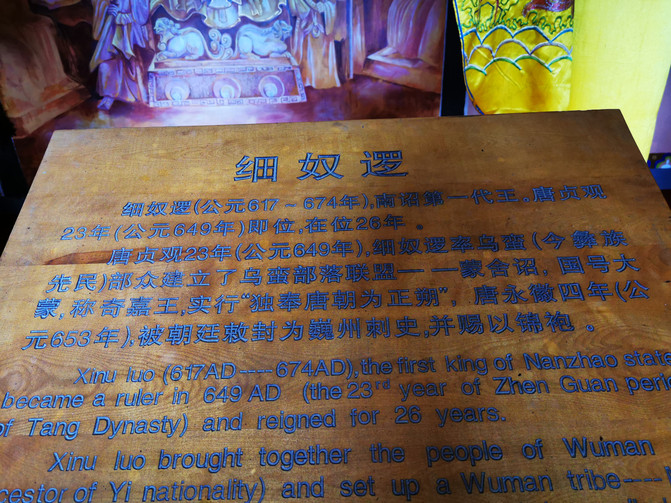 细奴逻
细奴逻(公元617～674年),南诏第一代王。唐贞观
23年(公元649年)即位,在位26年。
唐贞观23年(公元649年),细奴逻率乌蛮(今彝族
先民)部众建立了乌蛮部落联盟——蒙舍诏,国号大
蒙,称奇嘉王,实行“独奉唐朝为正朔”,唐永徽四年(公
元653年),被朝廷敕封为巍州刺史,并赐以锦袍。
Xinu luo (617AD——674AD),the first king of Nanzhao state
became a ruler in 649 AD (the 23rd year of Zhen Guan peri
of Tang Dynasty) and reigned for 26 years.
Xinu luo brought together the people of Wuman
cestor of Yi nationality) and set up a Wuman tribe——